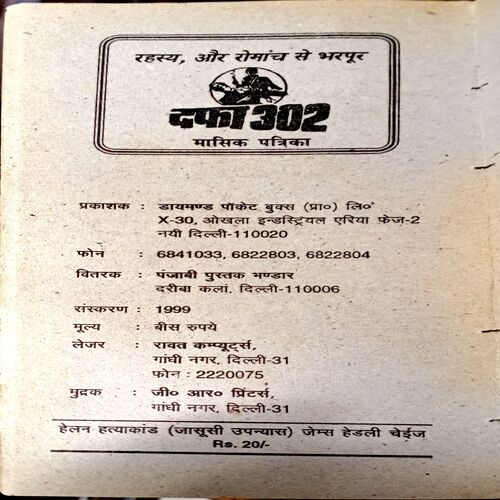 रहस्य, और रोमांच से भरपूर
दफा 302
मासिक पत्रिका
प्रकाशक : डायमण्ड पॉकेट बुक्स (प्रा०) लि०
X-30, ओखला इन्डस्ट्रियल एरिया फ़ेज-2
नयी दिल्ली-110020
फोन : 6841033, 6822803, 6822804
वितरक : पंजाबी पुस्तक भण्डार
दरीबा कलां, दिल्ली-110006
संस्करण : 1999
मूल्य : बीस रुपये
लेजर : रावत कम्प्यूटर्स,
गांधी नगर, दिल्ली-31
फोन : 2220075
मुद्रक : जी० आर० प्रिंटर्स,
गांधी नगर, दिल्ली-31
हेलन हत्याकांड (जासूसी उपन्यास) जेम्स हेडली चेईज
Rs. 20/-